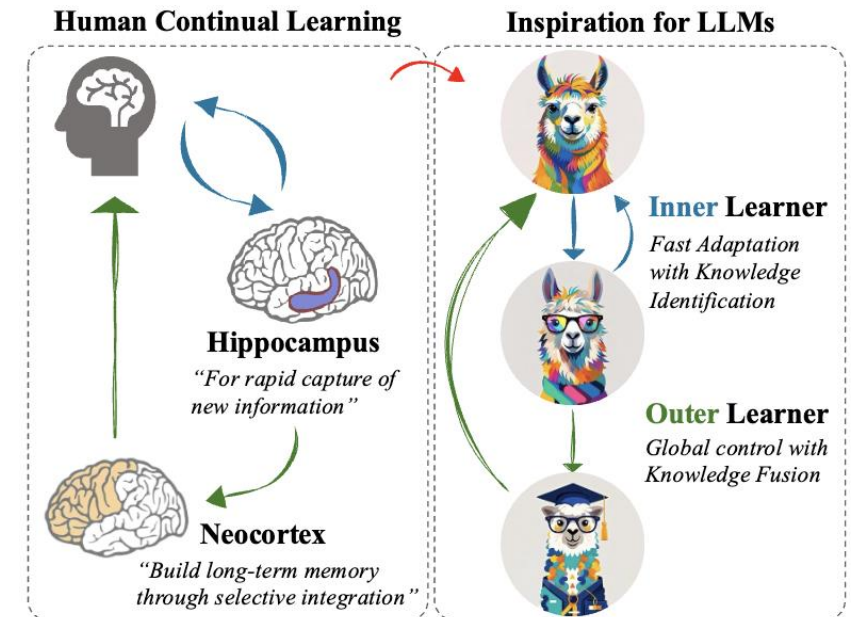 Human Continual Learning
Hippocampus
“For rapid capture of
new information”
Neocortex
“Build long-term memory
through selective integration”
Inspiration for LLMs
Inner Learner
Fast Adaptation
with Knowledge
Identification
Outer Learner
Global control with
Knowledge Fusion